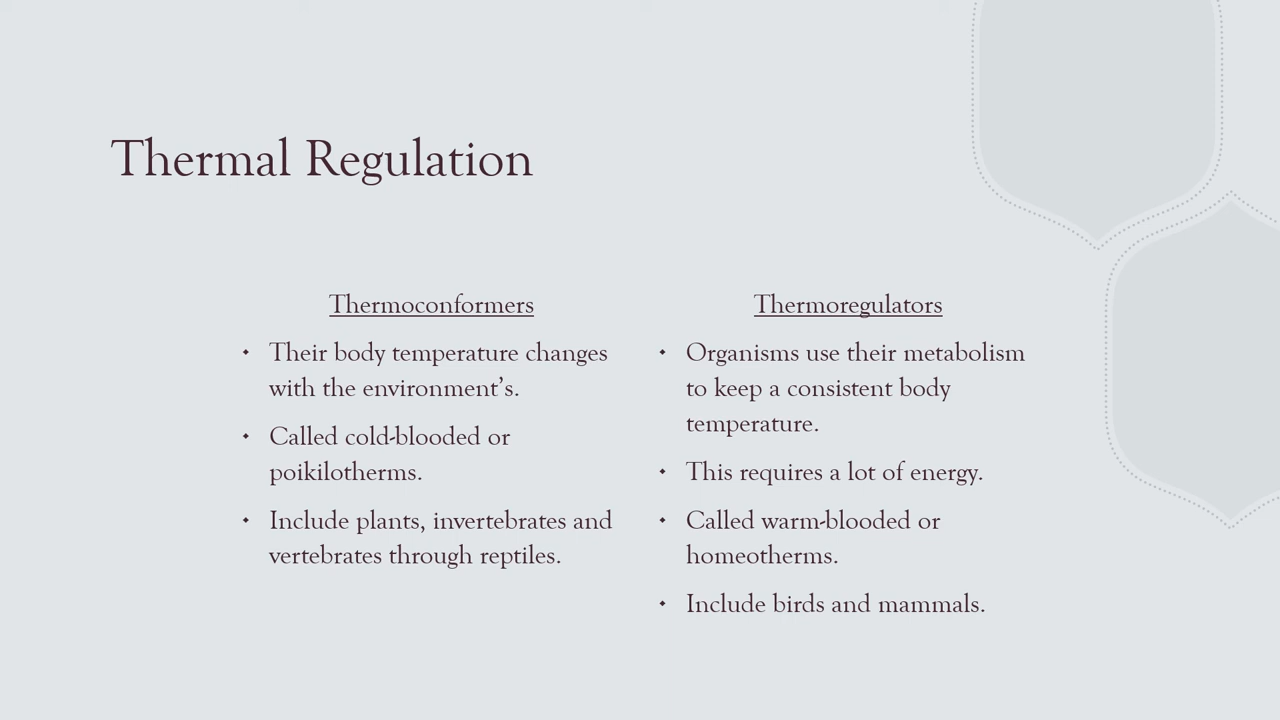 Thermal Regulation
Thermoconformers
• Their body temperature changes
with the environment’s.
• Called cold-blooded or
poikilotherms.
• Include plants, invertebrates and
vertebrates through reptiles.
Thermoregulators
• Organisms use their metabolism
to keep a consistent body
temperature.
• This requires a lot of energy.
• Called warm-blooded or
homeotherms.
• Include birds and mammals.